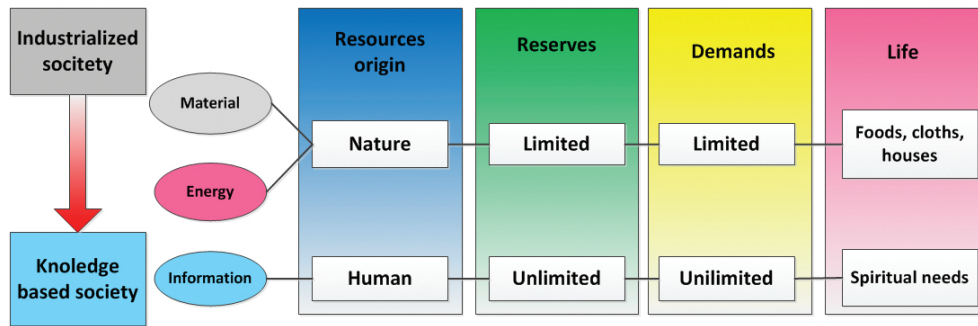 Industrialized
socitety
Resources
origin
Reserves
Demands
Life
Material
Nature
Limited
Limited
Foods, cloths,
houses
Energy
Knoledge
based society
Information
Human
Unlimited
Unilimited
Spiritual needs